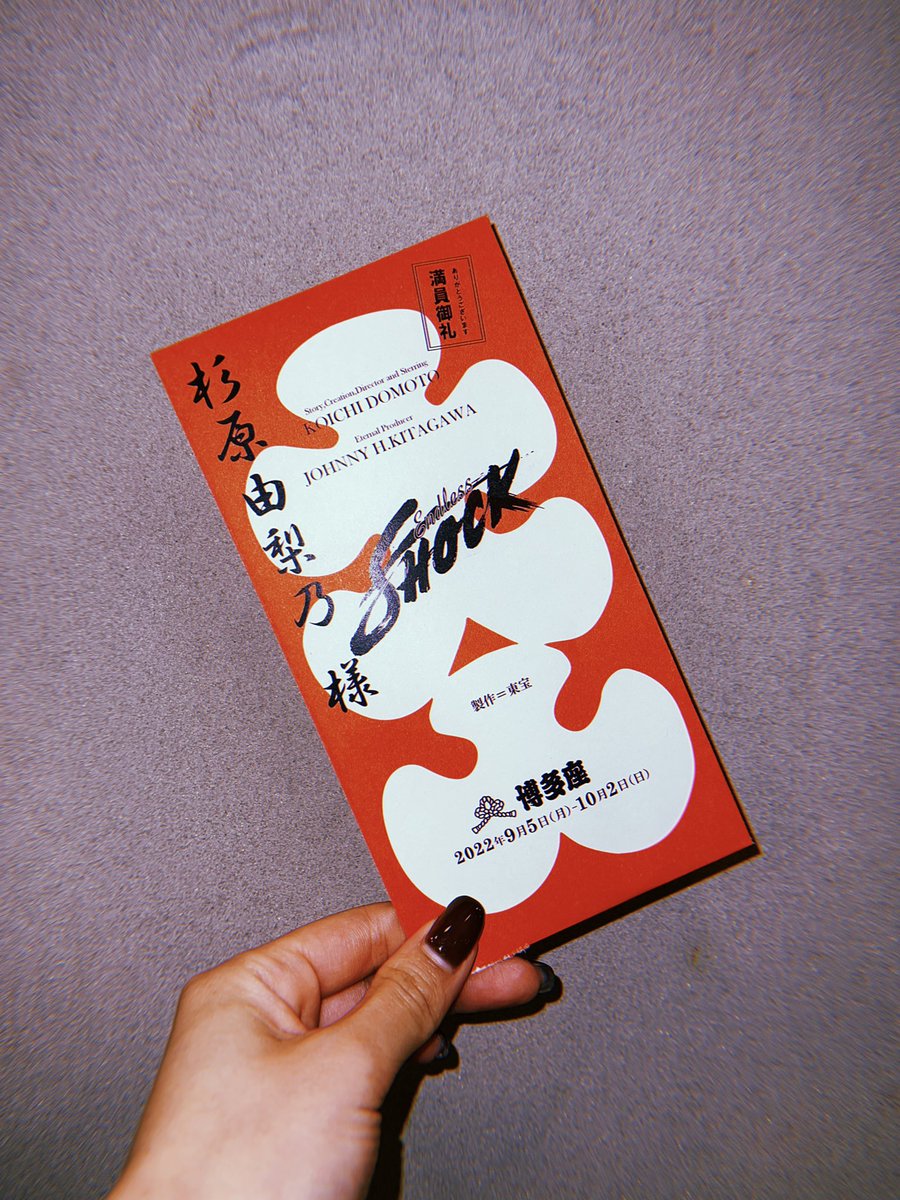 満員御礼
ありがとうございます
杉原由梨乃様
Story,Creation,Director and Sterring
KOICHI DOMOTO
Eternal Producer
JOHNNY H.KITAGAWA
Endless
SHOCK
製作=東宝
博多座
2022年9月5日(月)-10月2日(日)